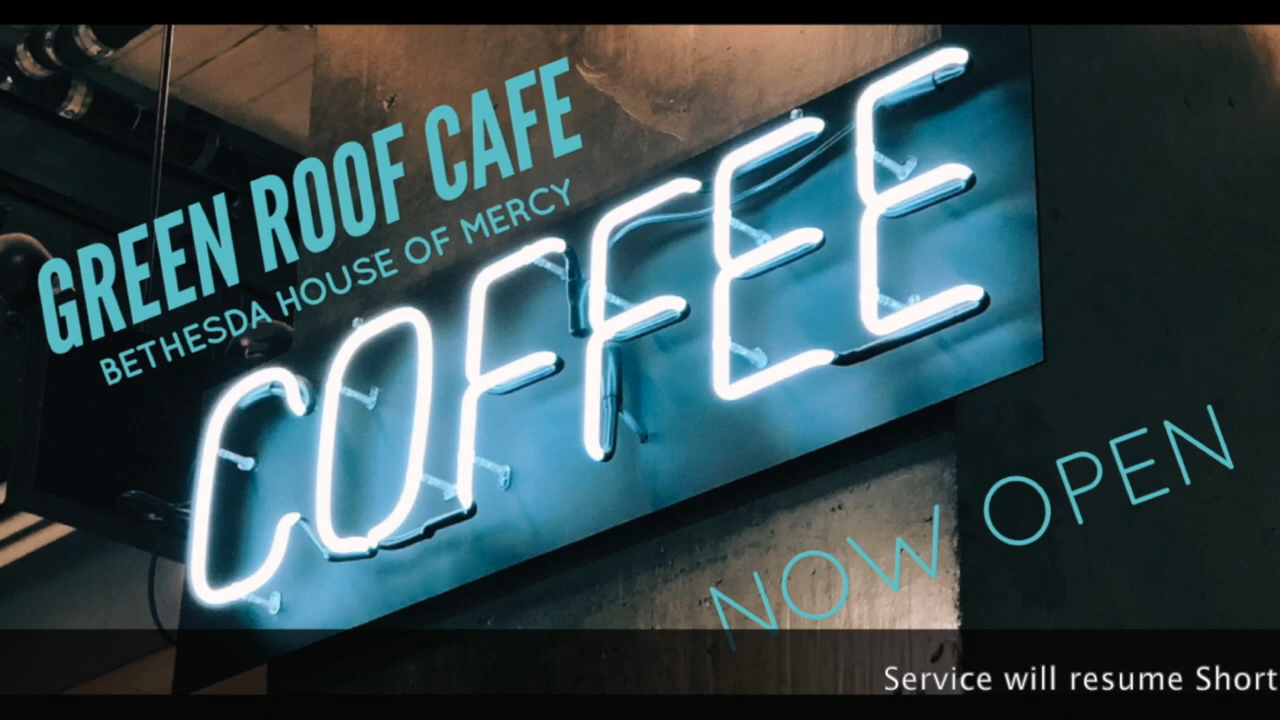 GREEN ROOF CAFE
BETHESDA HOUSE OF MERCY
COFFEE
NOW OPEN
Service will resume Short